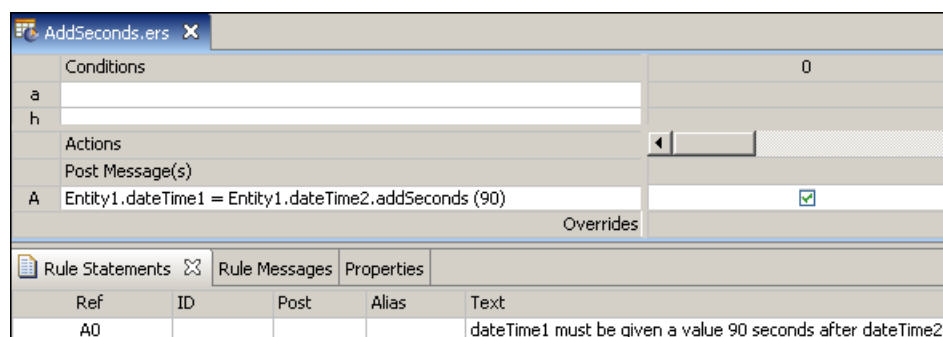 AddSeconds.ers
Conditions 0
a
h
Actions
Post Message(s)
A Entity1.dateTime1 = Entity1.dateTime2.addSeconds (90)
Overrides
Rule Statements Rule Messages Properties
Ref ID Post Alias Text
A0 dateTime1 must be given a value 90 seconds after dateTime2